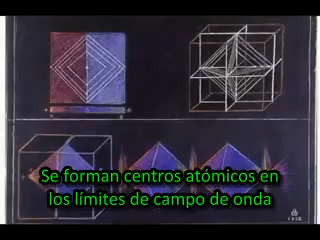 Se forman centros atómicos en
los límites de campo de onda